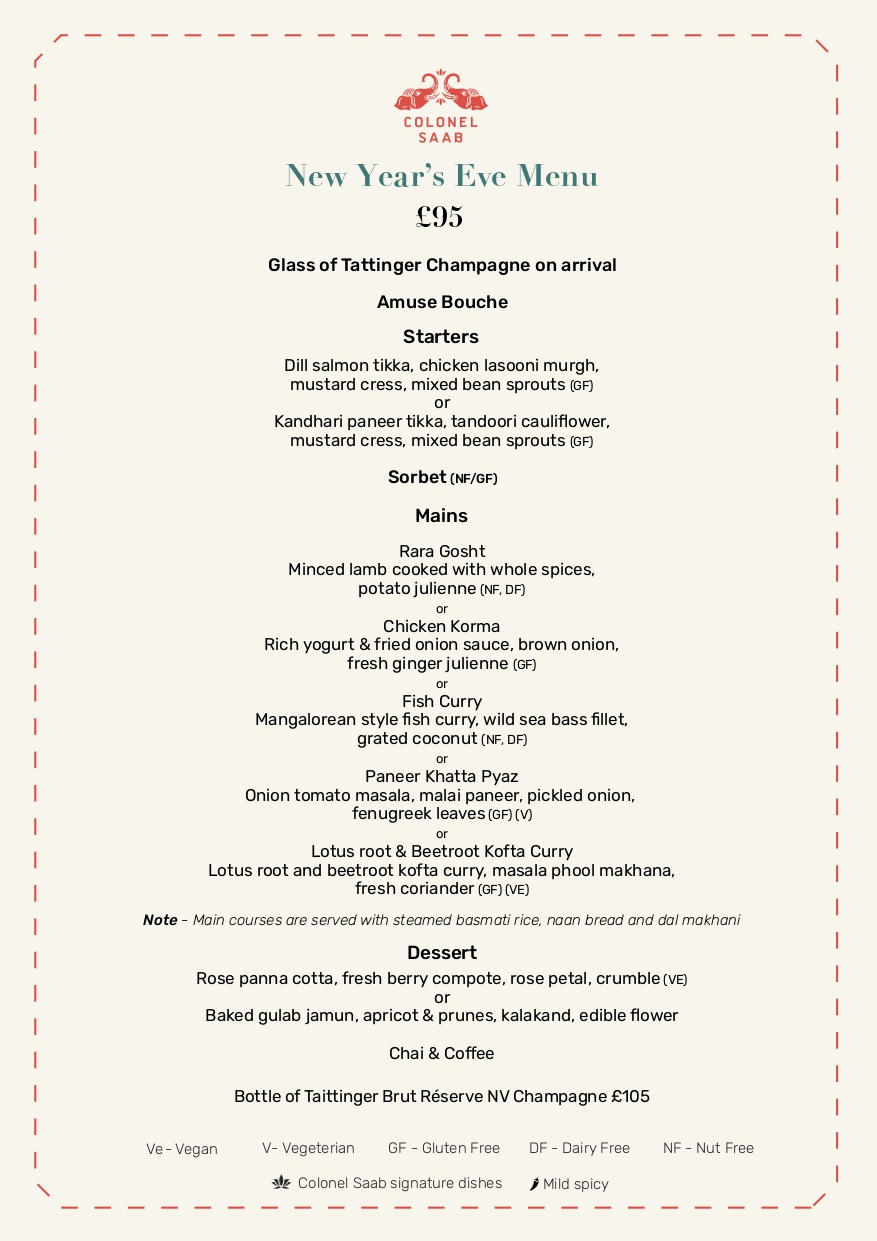 COLONEL
SAAB
New Year’s Eve Menu
£95
Glass of Tattinger Champagne on arrival
Amuse Bouche
Starters
Dill salmon tikka, chicken lasooni murgh,
mustard cress, mixed bean sprouts (GF)
or
Kandhari paneer tikka, tandoori cauliflower,
mustard cress, mixed bean sprouts (GF)
Sorbet (NF/GF)
Mains
Rara Gosht
Minced lamb cooked with whole spices,
potato julienne (NF, DF)
or
Chicken Korma
Rich yogurt & fried onion sauce, brown onion,
fresh ginger julienne (GF)
or
Fish Curry
Mangalorean style fish curry, wild sea bass fillet,
grated coconut (NF, DF)
or
Paneer Khatta Pyaz
Onion tomato masala, malai paneer, pickled onion,
fenugreek leaves (GF) (V)
or
Lotus root & Beetroot Kofta Curry
Lotus root and beetroot kofta curry, masala phool makhana,
fresh coriander (GF) (VE)
Note - Main courses are served with steamed basmati rice, naan bread and dal makhani
Dessert
Rose panna cotta, fresh berry compote, rose petal, crumble (VE)
or
Baked gulab jamun, apricot & prunes, kalakand, edible flower
Chai & Coffee
Bottle of Taittinger Brut Réserve NV Champagne £105
Ve - Vegan V- Vegeterian GF - Gluten Free DF - Dairy Free NF - Nut Free
Colonel Saab signature dishes Mild spicy